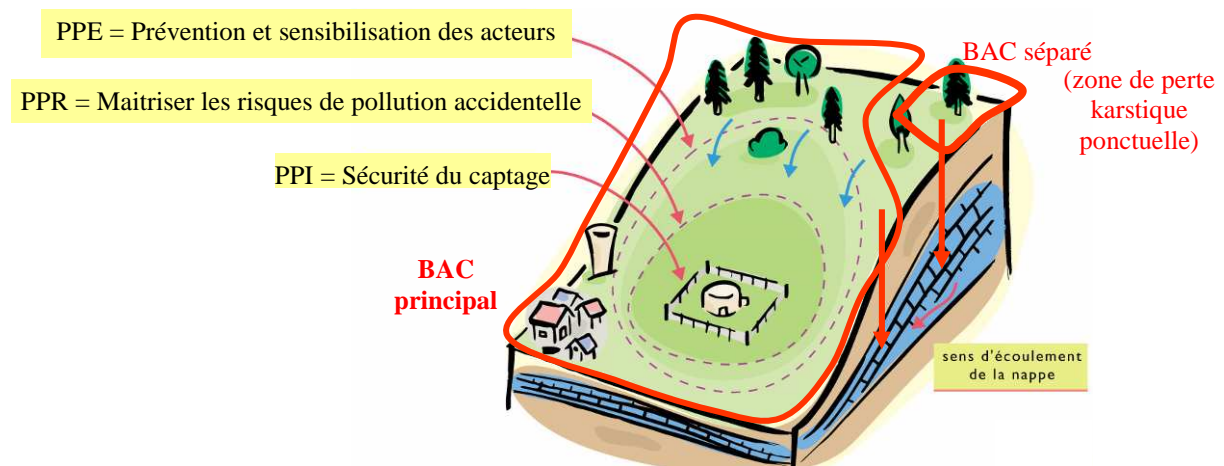 PPE = Prévention et sensibilisation des acteurs
PPR = Maitriser les risques de pollution accidentelle
PPI = Sécurité du captage
BAC séparé
(zone de perte
karstique
ponctuelle)
BAC
principal
sens d'écoulement
de la nappe